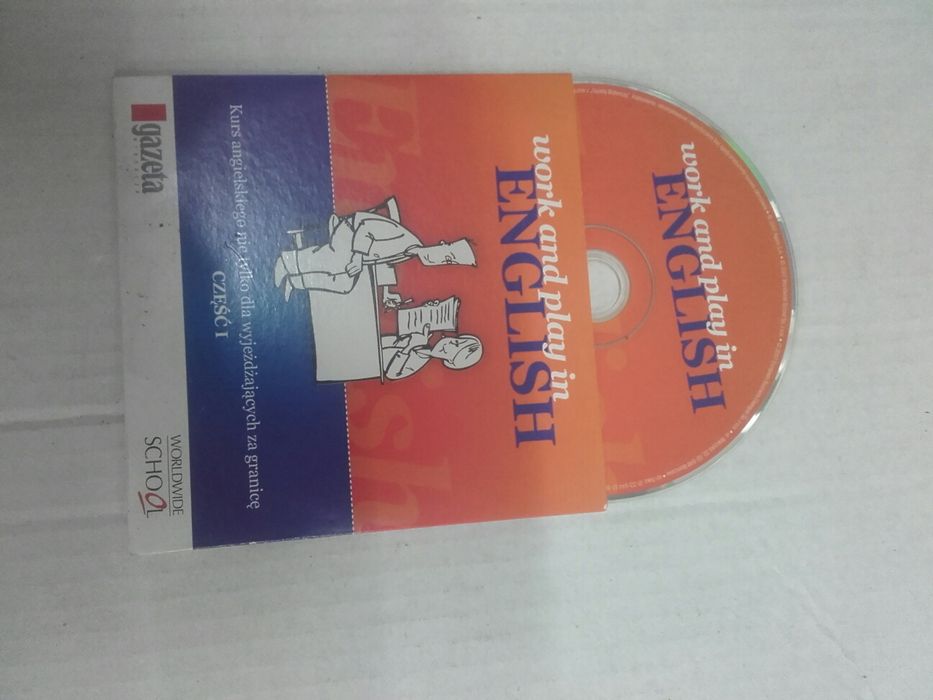 work and play in
ENGLISH
Kurs angielskiego nie tylko dla wyjeżdżających za granicę
CZĘŚĆ I
gazeta
WORLDWIDE
SCHOOL
work and play in
ENGLISH